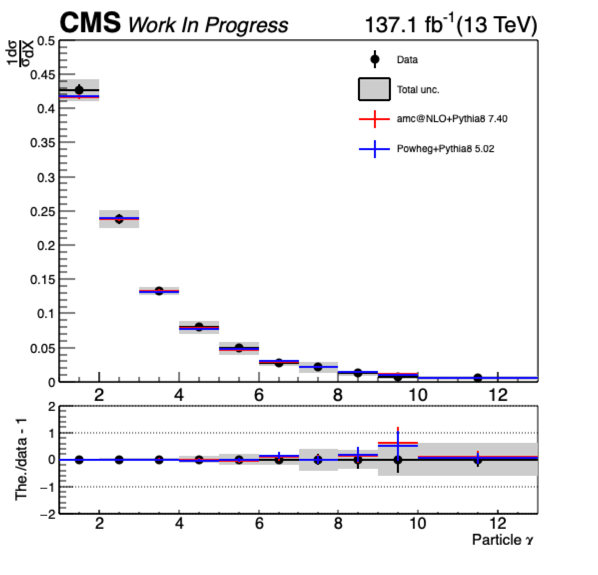 CMS Work In Progress 137.1 fb⁻¹(13 TeV)
1 dσ
σ dX
0.5
0.45
0.4
0.35
0.3
0.25
0.2
0.15
0.1
0.05
0
Data
Total unc.
amc@NLO+Pythia8 7.40
Powheg+Pythia8 5.02
2 4 6 8 10 12
The./data - 1
2
1
0
−1
−2
2 4 6 8 10 12
Particle γ